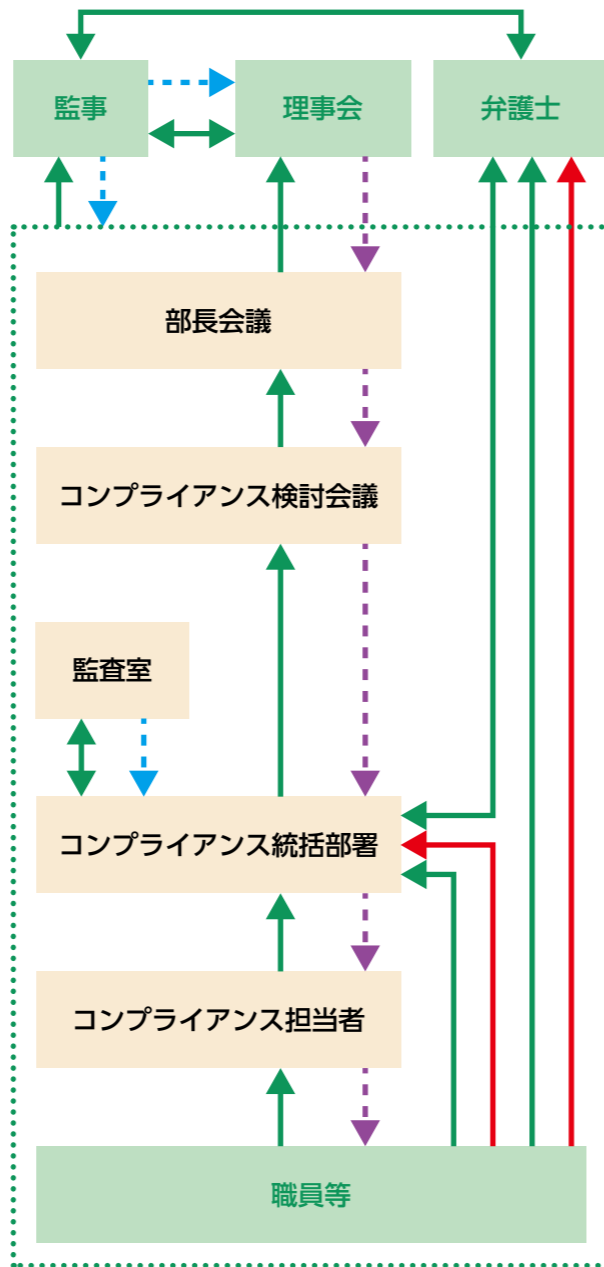 監事
理事会
弁護士
部長会議
コンプライアンス検討会議
監査室
コンプライアンス統括部署
コンプライアンス担当者
職員等